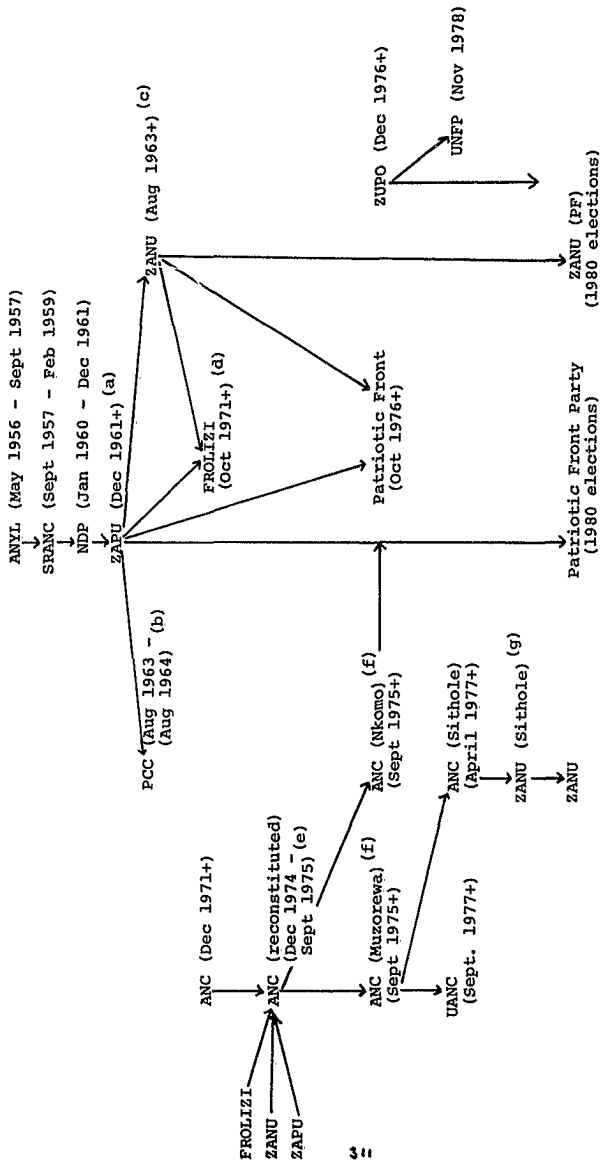 ANYL (May 1956 - Sept 1957)
SRANC (Sept 1957 - Feb 1959)
NDP (Jan 1960 - Dec 1961)
ZAPU (Dec 1961+) (a)
PCC (Aug 1963 - (b)
(Aug 1964)
ZANU (Aug 1963+) (c)
FROLIZI (d)
(Oct 1971+)
ANC (Dec 1971+)
FROLIZI
ZANU
ZAPU
ANC (reconstituted)
(Dec 1974 - (e)
Sept 1975)
ANC (Muzorewa) (f)
(Sept 1975+)
ANC (Nkomo) (f)
(Sept 1975+)
Patriotic Front
(Oct 1976+)
ZUPO (Dec 1976+)
UANC
(Sept. 1977+)
ANC (Sithole)
(April 1977+)
UNFP (Nov 1978)
ZANU (Sithole) (g)
ZANU
Patriotic Front Party
(1980 elections)
ZANU (PF)
(1980 elections)
311